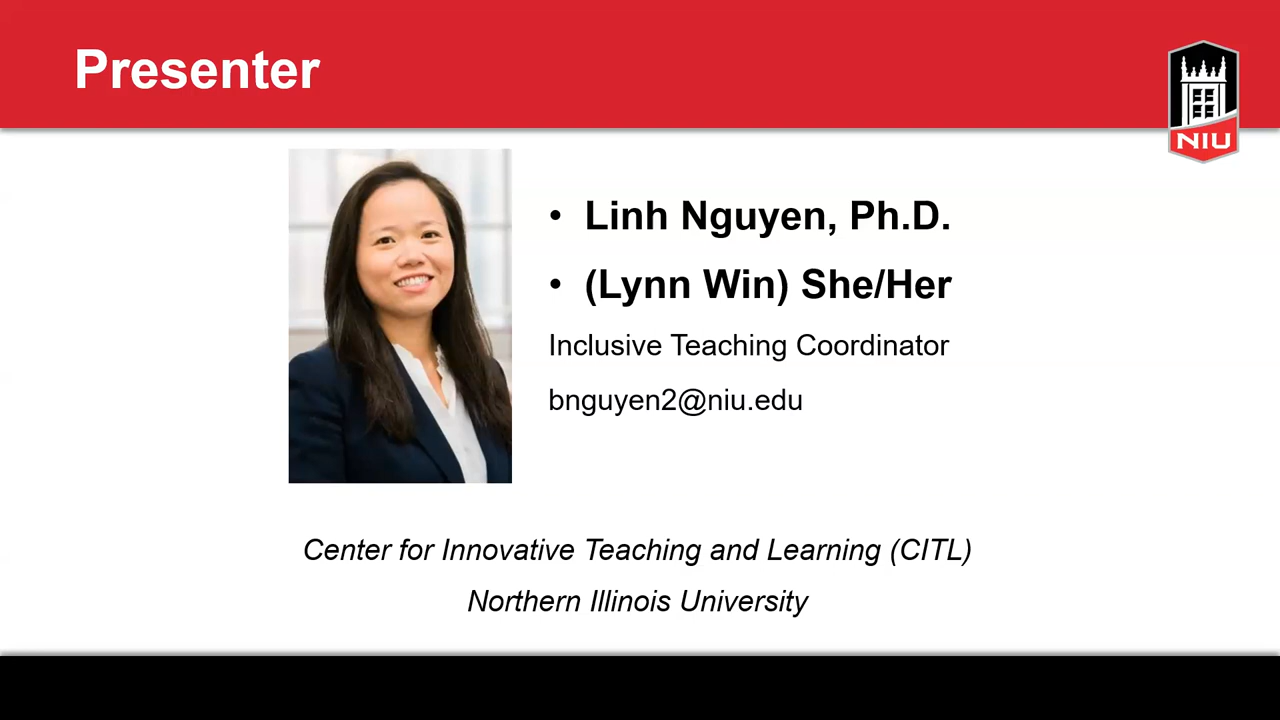 Presenter
NIU
• Linh Nguyen, Ph.D.
• (Lynn Win) She/Her
Inclusive Teaching Coordinator
bnguyen2@niu.edu
Center for Innovative Teaching and Learning (CITL)
Northern Illinois University